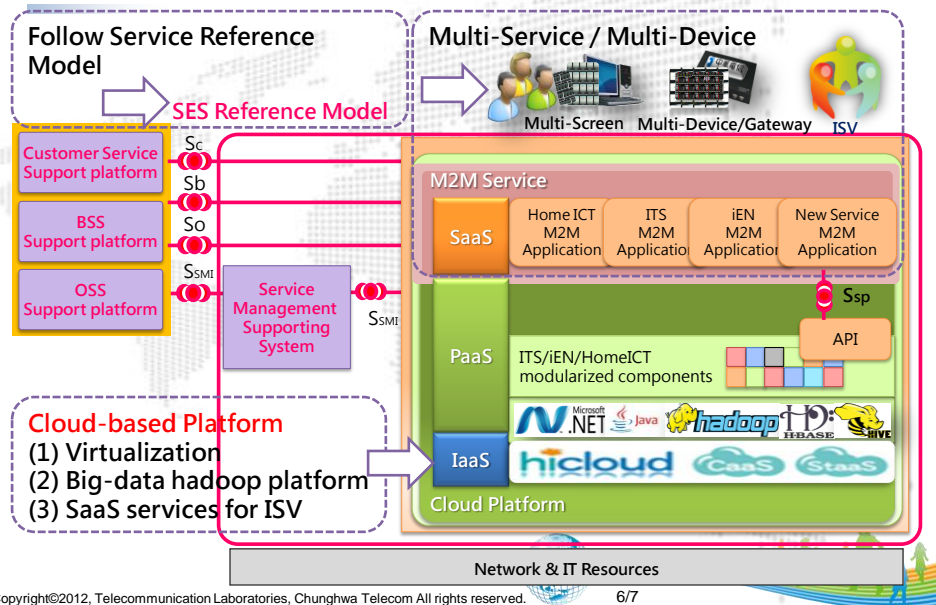 Follow Service Reference
Model
SES Reference Model
Multi-Service / Multi-Device
Multi-Screen
Multi-Device/Gateway
ISV
Customer Service
Support platform
BSS
Support platform
OSS
Support platform
Sc
Sb
So
SSMI
Service
Management
Supporting
System
SSMI
M2M Service
SaaS
Home ICT
M2M
Application
ITS
M2M
Application
iEN
M2M
Application
New Service
M2M
Application
Ssp
API
PaaS
ITS/iEN/HomeICT
modularized components
Microsoft
.NET
Java
hadoop
H-BASE
HIVE
IaaS
hicloud
CaaS
StaaS
Cloud Platform
Cloud-based Platform
(1) Virtualization
(2) Big-data hadoop platform
(3) SaaS services for ISV
Network & IT Resources
Copyright©2012, Telecommunication Laboratories, Chunghwa Telecom All rights reserved.
6/7